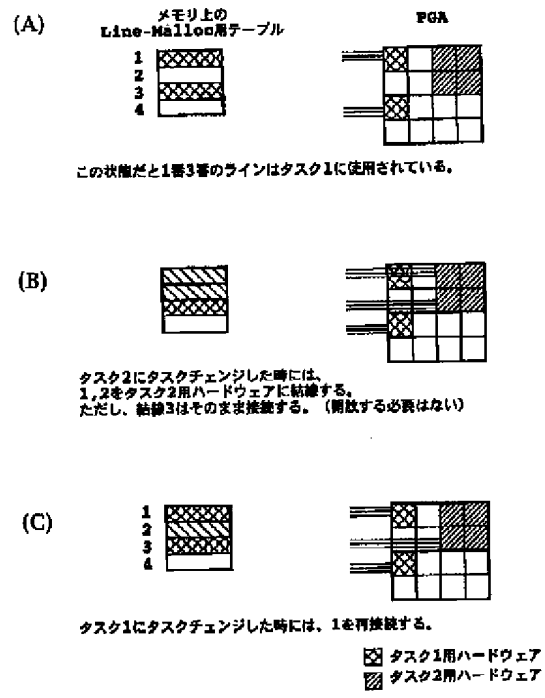 (A)
メモリ上の
Line-Malloc用テーブル
PGA
1
2
3
4
この状態だと1番3番のラインはタスク1に使用されている。
(B)
タスク2にタスクチェンジした時には、
1,2をタスク2用ハードウェアに結線する。
ただし、結線3はそのまま接続する。(開放する必要はない)
(C)
1
2
3
4
タスク1にタスクチェンジした時には、1を再接続する。
タスク1用ハードウェア
タスク2用ハードウェア